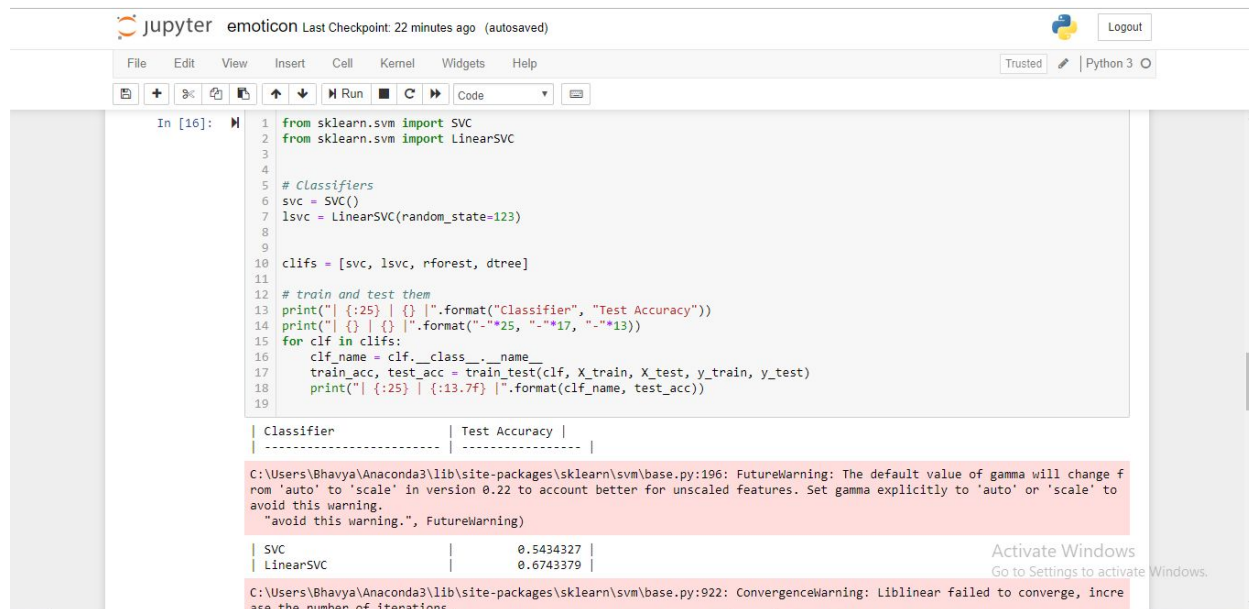 jupyter emoticon Last Checkpoint: 22 minutes ago (autosaved)
Logout
File Edit View Insert Cell Kernel Widgets Help
Trusted Python 3
Run Code
In [16]:
1 from sklearn.svm import SVC
2 from sklearn.svm import LinearSVC
3
4
5 # Classifiers
6 svc = SVC()
7 lsvc = LinearSVC(random_state=123)
8
9
10 clifs = [svc, lsvc, rforest, dtree]
11
12 # train and test them
13 print("| {:25} | {} |".format("Classifier", "Test Accuracy"))
14 print("| {} | {} |".format("-"*25, "-"*17, "-"*13))
15 for clf in clifs:
16     clf_name = clf.__class__.__name__
17     train_acc, test_acc = train_test(clf, X_train, X_test, y_train, y_test)
18     print("| {:25} | {:13.7f} |".format(clf_name, test_acc))
19
| Classifier                | Test Accuracy |
| ------------------------- | ----------------- |
C:\Users\Bhavya\Anaconda3\lib\site-packages\sklearn\svm\base.py:196: FutureWarning: The default value of gamma will change f
rom 'auto' to 'scale' in version 0.22 to account better for unscaled features. Set gamma explicitly to 'auto' or 'scale' to
avoid this warning.
  "avoid this warning.", FutureWarning)
| SVC                       |     0.5434327 |
| LinearSVC                 |     0.6743379 |
Activate Windows
Go to Settings to activate Windows.
C:\Users\Bhavya\Anaconda3\lib\site-packages\sklearn\svm\base.py:922: ConvergenceWarning: Liblinear failed to converge, incre
ase the number of iterations.